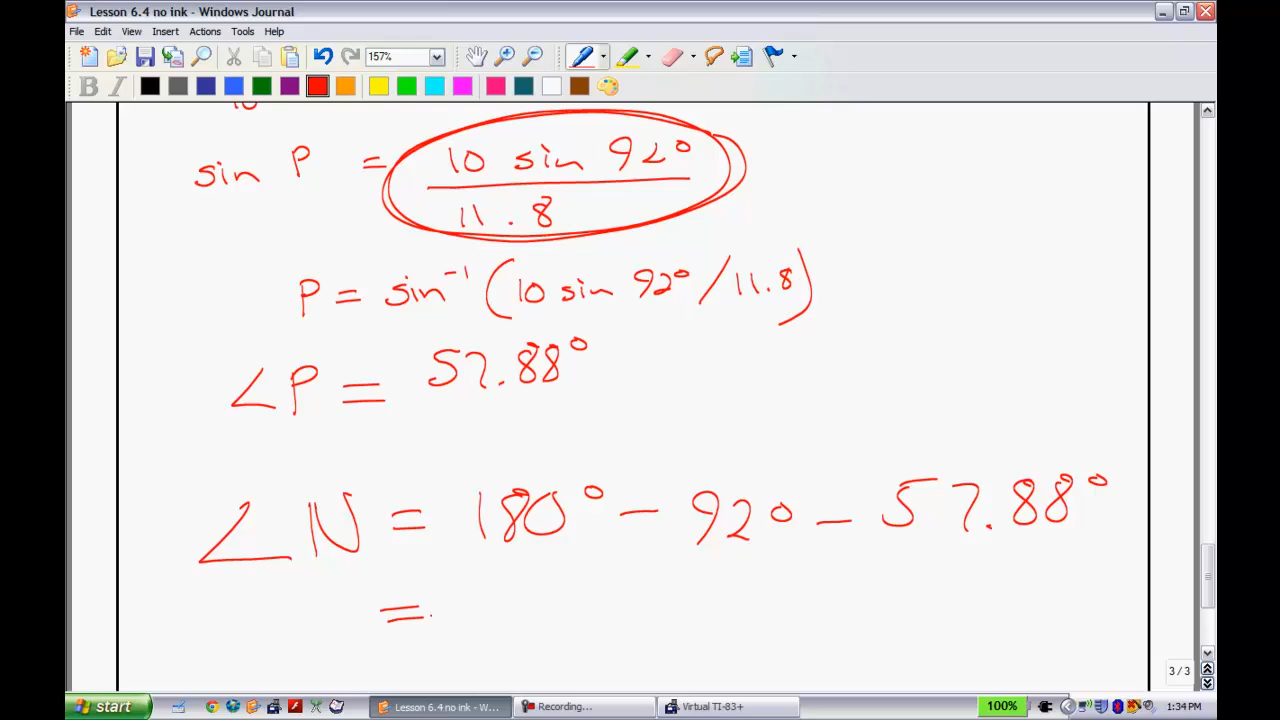 Lesson 6.4 no ink - Windows Journal
File Edit View Insert Actions Tools Help
157%
B I
10
sin P = 10 sin 92°
11.8
P = sin⁻¹ (10 sin 92° / 11.8)
∠P = 57.88°
∠N = 180° - 92° - 57.88°
=
3/3
start Lesson 6.4 no ink - W... Recording... Virtual TI-83+ 100% 1:34 PM